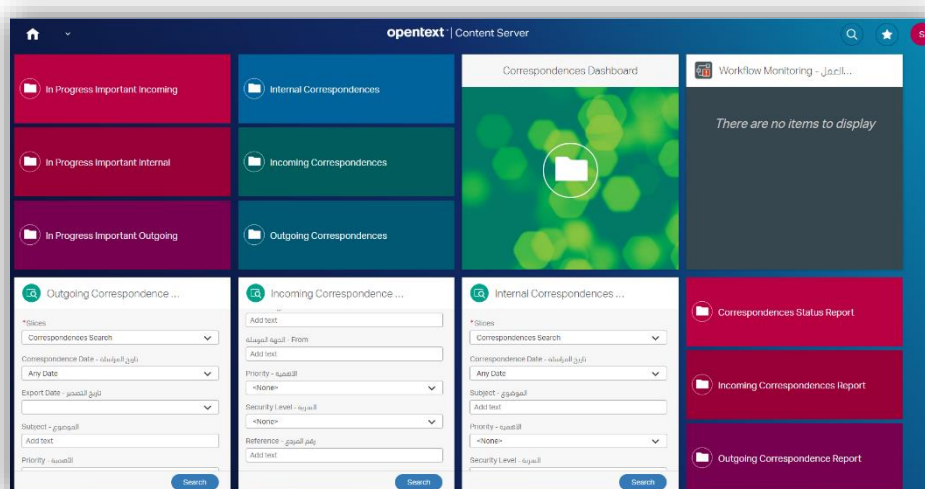 opentext™ | Content Server
S
In Progress Important Incoming
Internal Correspondences
Correspondences Dashboard
Workflow Monitoring - العمل...
There are no items to display
In Progress Important Internal
Incoming Correspondences
In Progress Important Outgoing
Outgoing Correspondences
Outgoing Correspondence ...
*Slices
Correspondences Search
Correspondence Date - تاريخ المراسلة
Any Date
Export Date - تاريخ التصدير
Subject - الموضوع
Add text
Priority - الأهمية
Search
Incoming Correspondence ...
Add text
From - الجهة المرسلة
Add text
Priority - الأهمية
<None>
Security Level - السرية
<None>
Reference - رقم المرجع
Add text
Search
Internal Correspondences ...
*Slices
Correspondences Search
Correspondence Date - تاريخ المراسلة
Any Date
Subject - الموضوع
Add text
Priority - الأهمية
<None>
Security Level - السرية
Search
Correspondences Status Report
Incoming Correspondences Report
Outgoing Correspondence Report